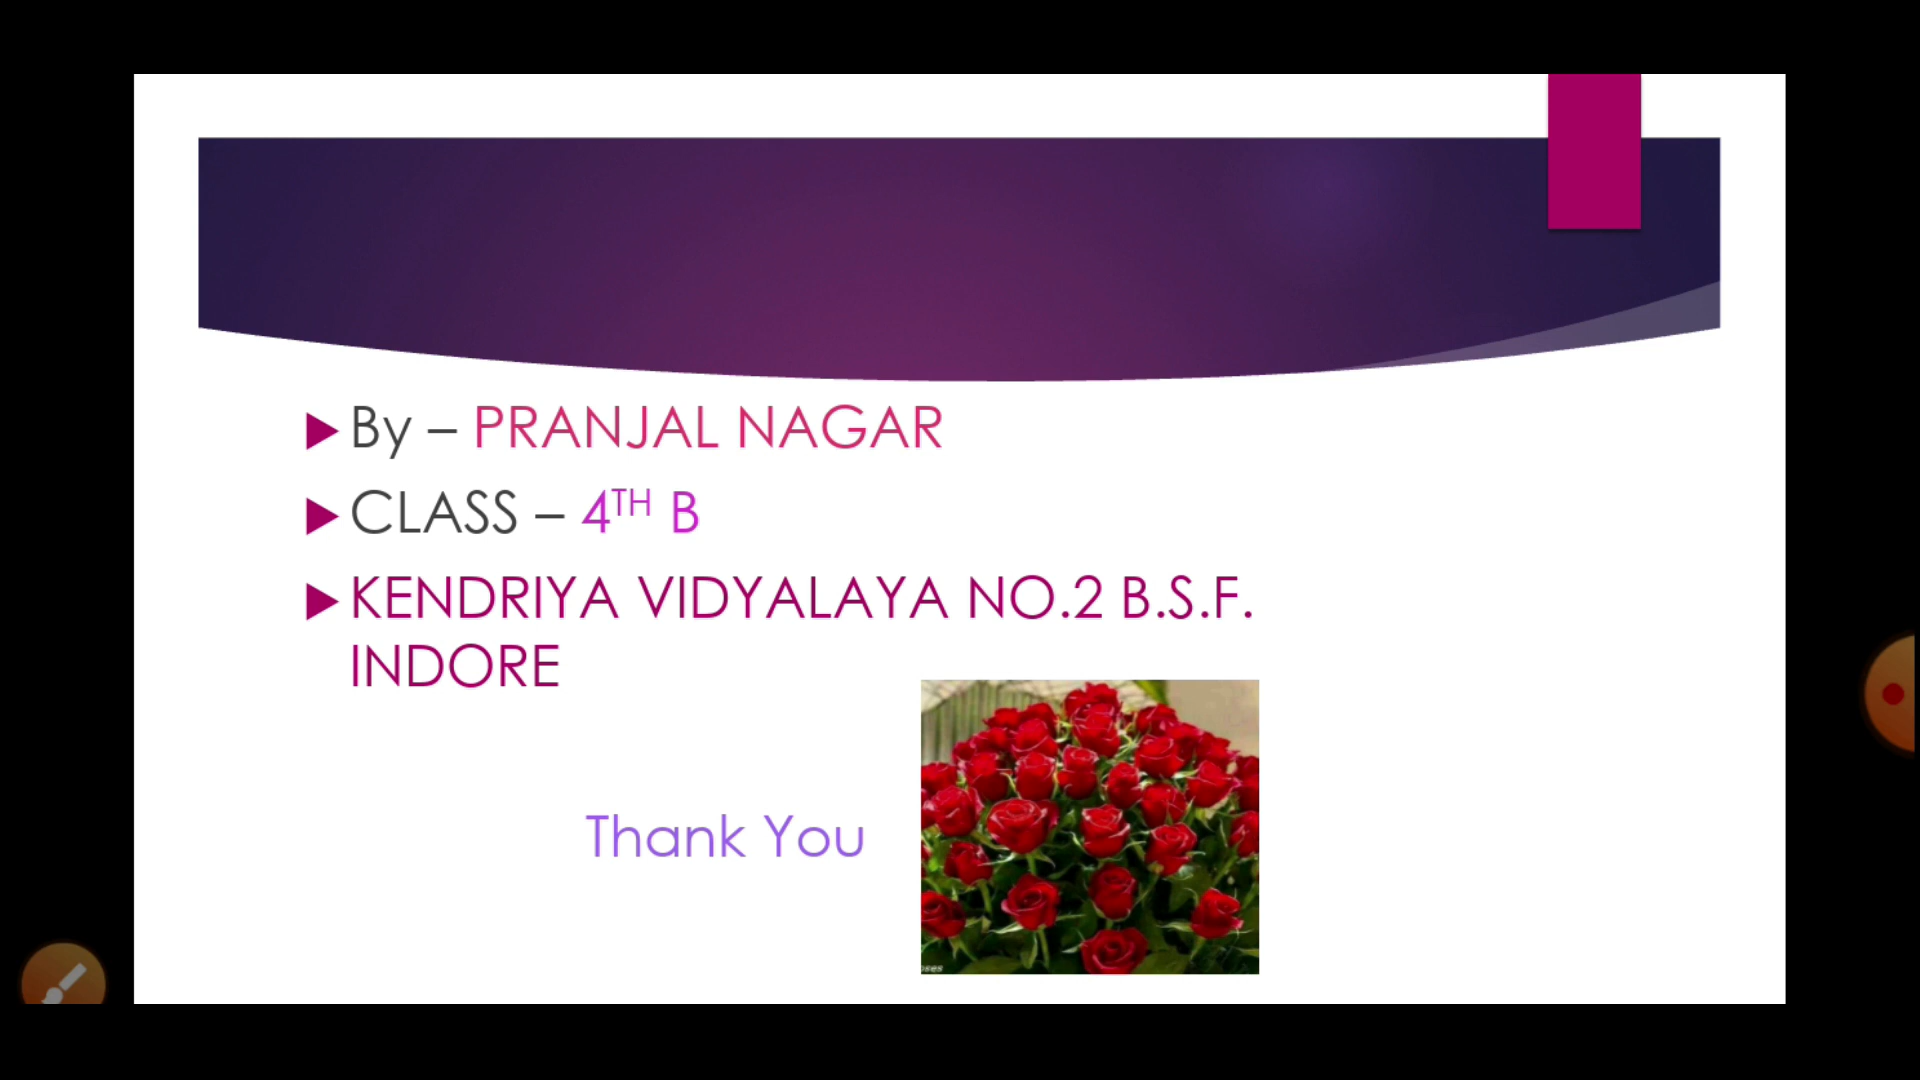 By – PRANJAL NAGAR
CLASS – 4TH B
KENDRIYA VIDYALAYA NO.2 B.S.F.
INDORE
Thank You